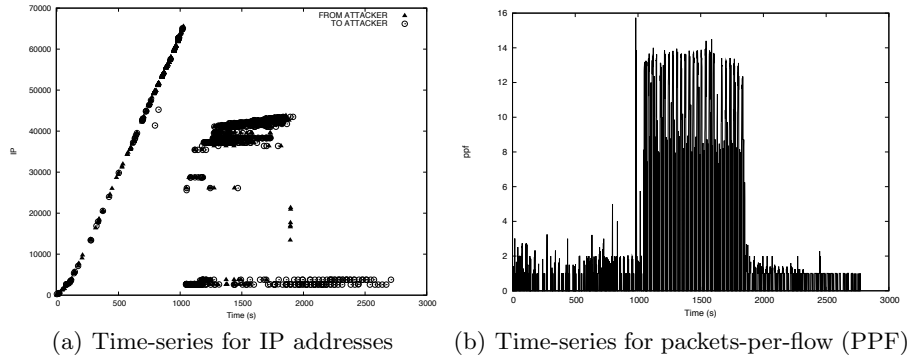 FROM ATTACKER
TO ATTACKER
70000
60000
50000
40000
30000
20000
10000
0
IP
0 500 1000 1500 2000 2500 3000
Time (s)
16
14
12
10
8
6
4
2
0
ppf
0 500 1000 1500 2000 2500 3000
Time (s)
(a) Time-series for IP addresses
(b) Time-series for packets-per-flow (PPF)